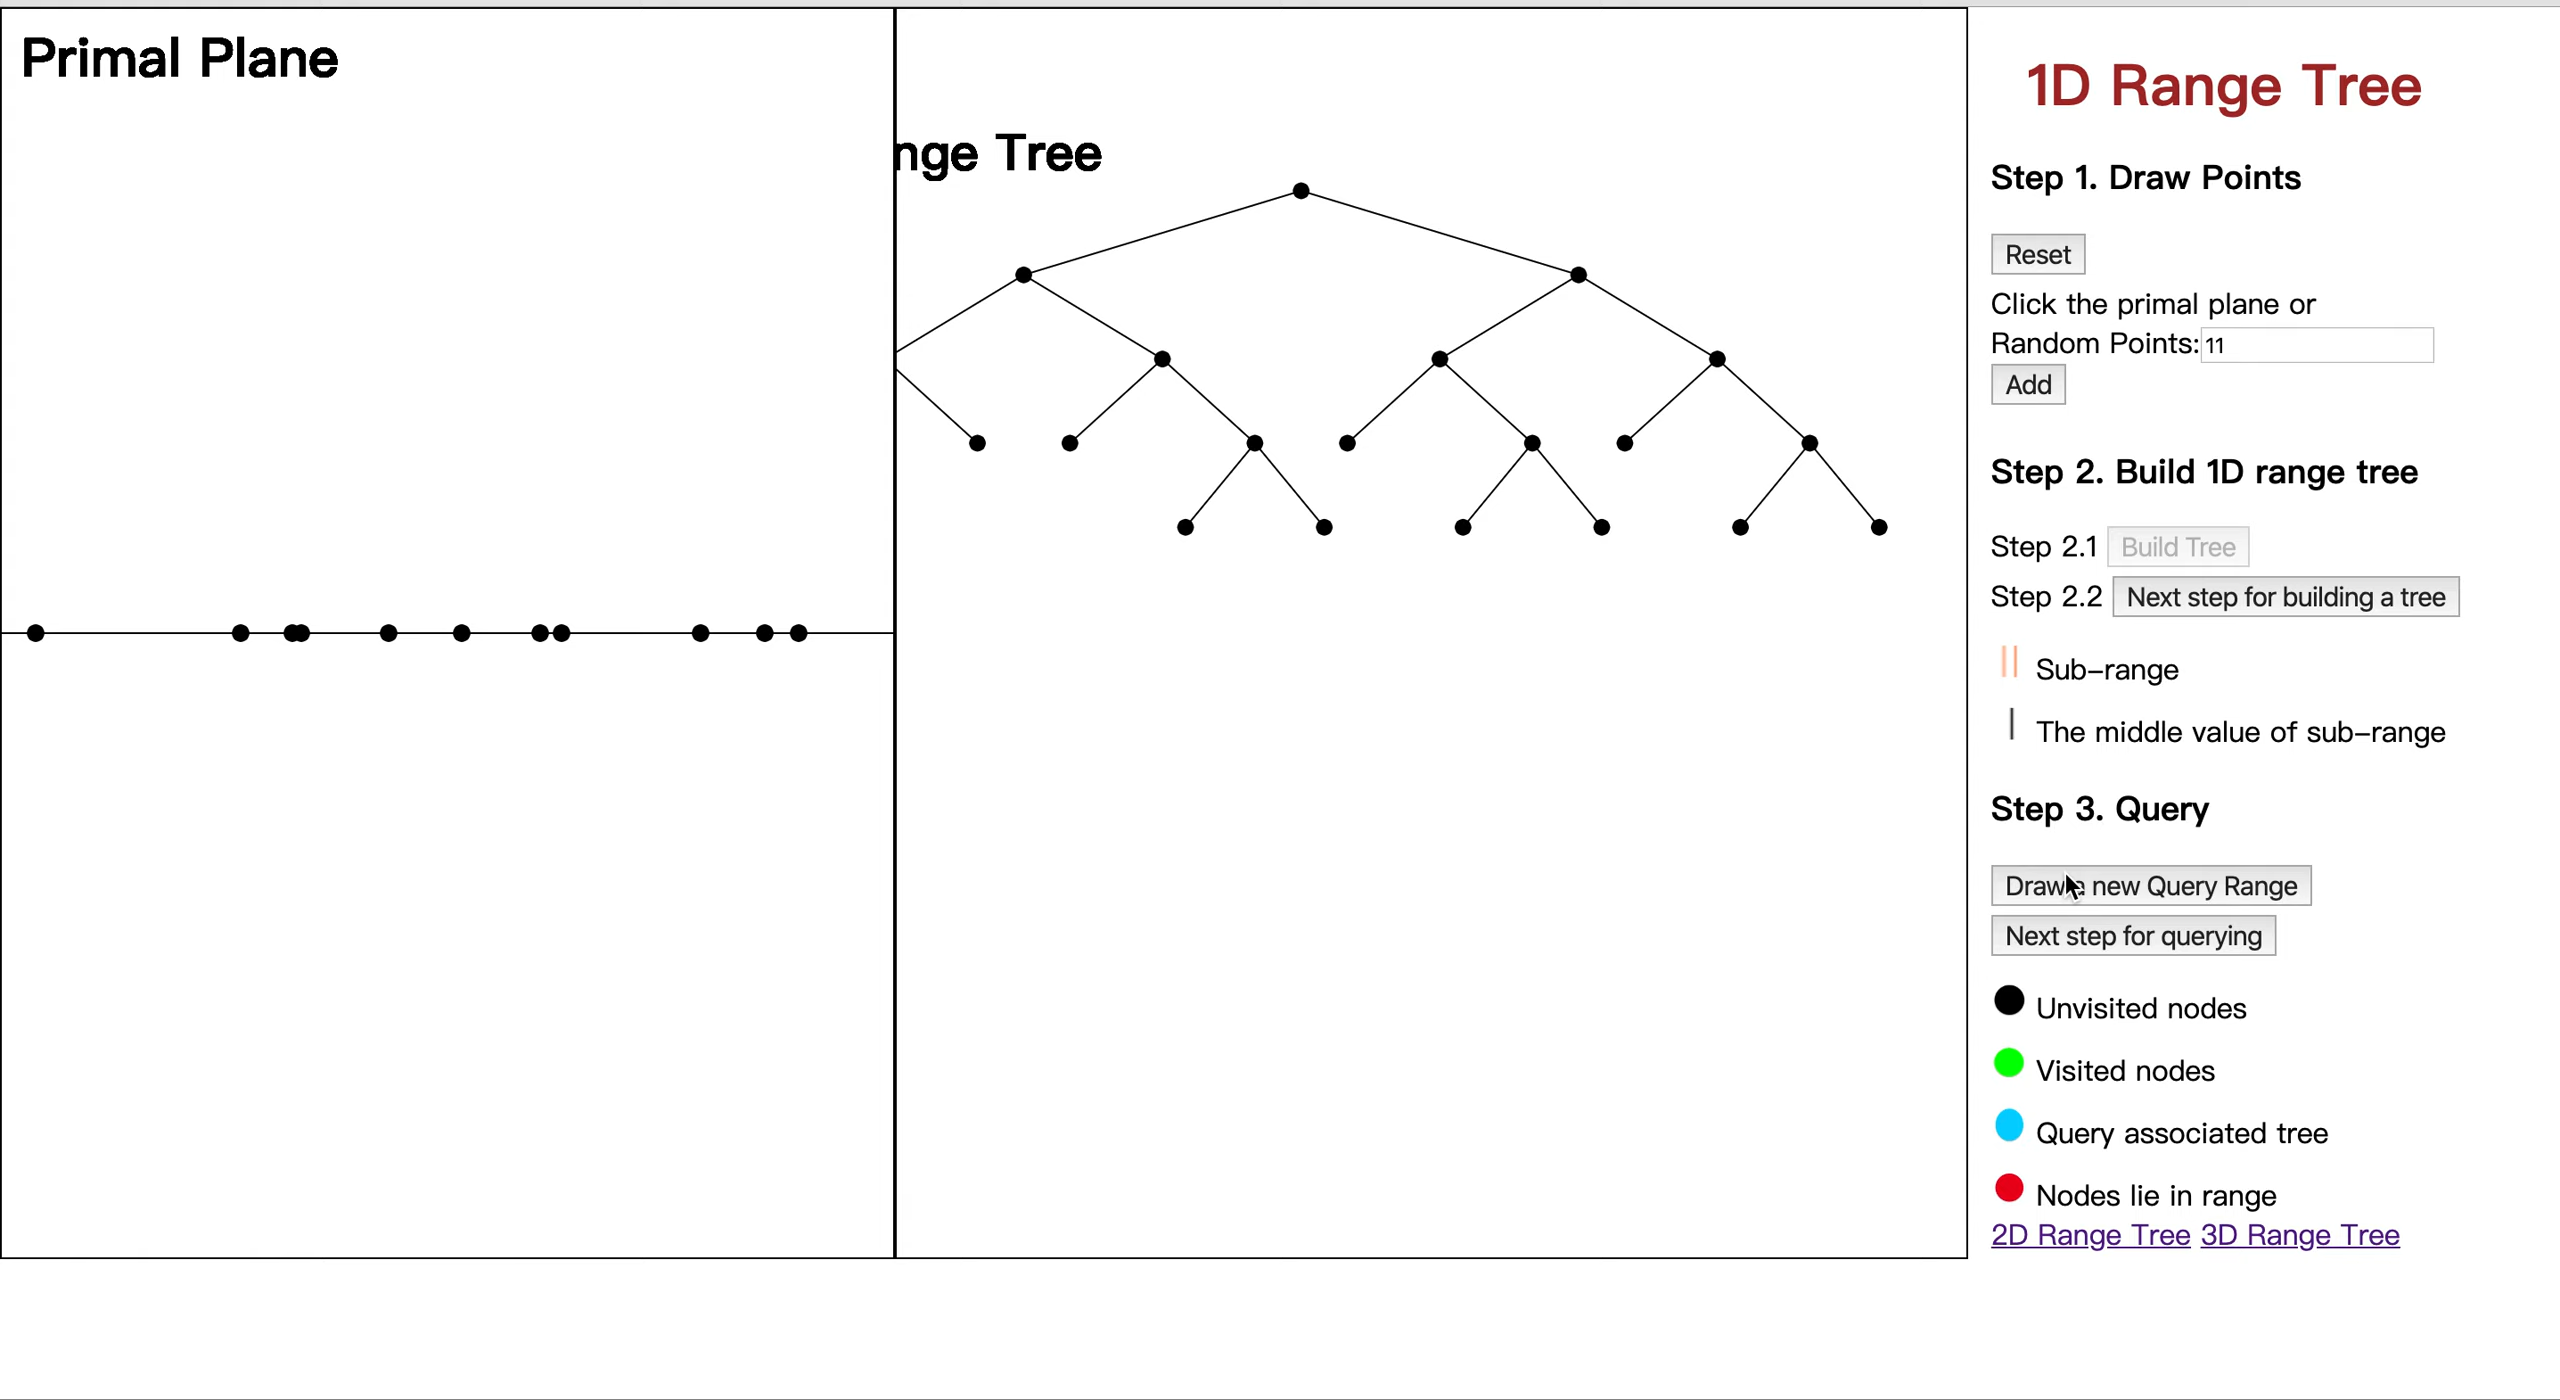 Primal Plane
nge Tree
1D Range Tree
Step 1. Draw Points
Reset
Click the primal plane or
Random Points: 11
Add
Step 2. Build 1D range tree
Step 2.1 Build Tree
Step 2.2 Next step for building a tree
Sub-range
The middle value of sub-range
Step 3. Query
Draw a new Query Range
Next step for querying
Unvisited nodes
Visited nodes
Query associated tree
Nodes lie in range
2D Range Tree 3D Range Tree